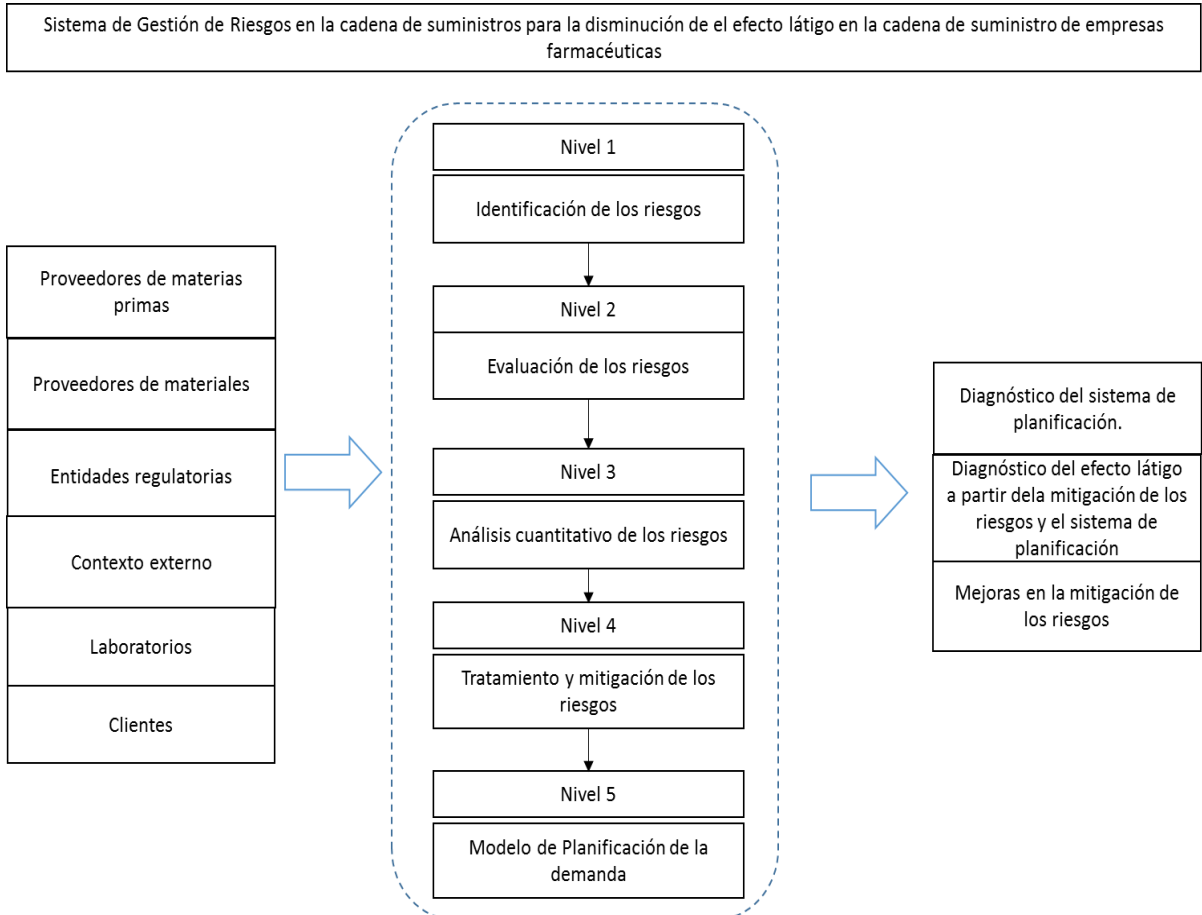 Sistema de Gestión de Riesgos en la cadena de suministros para la disminución de el efecto látigo en la cadena de suministro de empresas
farmacéuticas
Proveedores de materias
primas
Proveedores de materiales
Entidades regulatorias
Contexto externo
Laboratorios
Clientes
Nivel 1
Identificación de los riesgos
Nivel 2
Evaluación de los riesgos
Nivel 3
Análisis cuantitativo de los riesgos
Nivel 4
Tratamiento y mitigación de los
riesgos
Nivel 5
Modelo de Planificación de la
demanda
Diagnóstico del sistema de
planificación.
Diagnóstico del efecto látigo
a partir dela mitigación de los
riesgos y el sistema de
planificación
Mejoras en la mitigación de
los riesgos